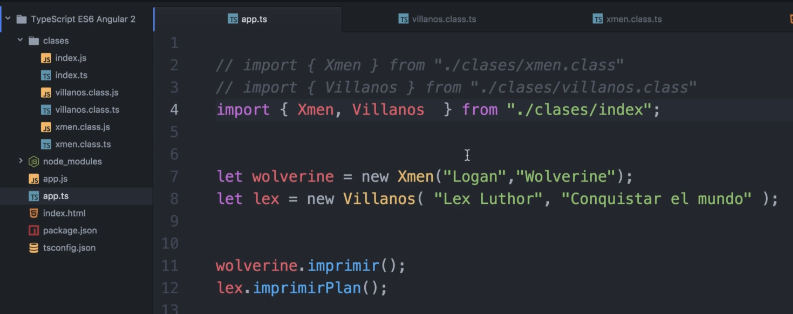 TypeScript ES6 Angular 2
clases
index.js
index.ts
villanos.class.js
villanos.class.ts
xmen.class.js
xmen.class.ts
node_modules
app.js
app.ts
index.html
package.json
tsconfig.json
app.ts villanos.class.ts xmen.class.ts
1
2 // import { Xmen } from "./clases/xmen.class"
3 // import { Villanos } from "./clases/villanos.class"
4 import { Xmen, Villanos  } from "./clases/index";
5
6
7 let wolverine = new Xmen("Logan","Wolverine");
8 let lex = new Villanos( "Lex Luthor", "Conquistar el mundo" );
9
10
11 wolverine.imprimir();
12 lex.imprimirPlan();
13